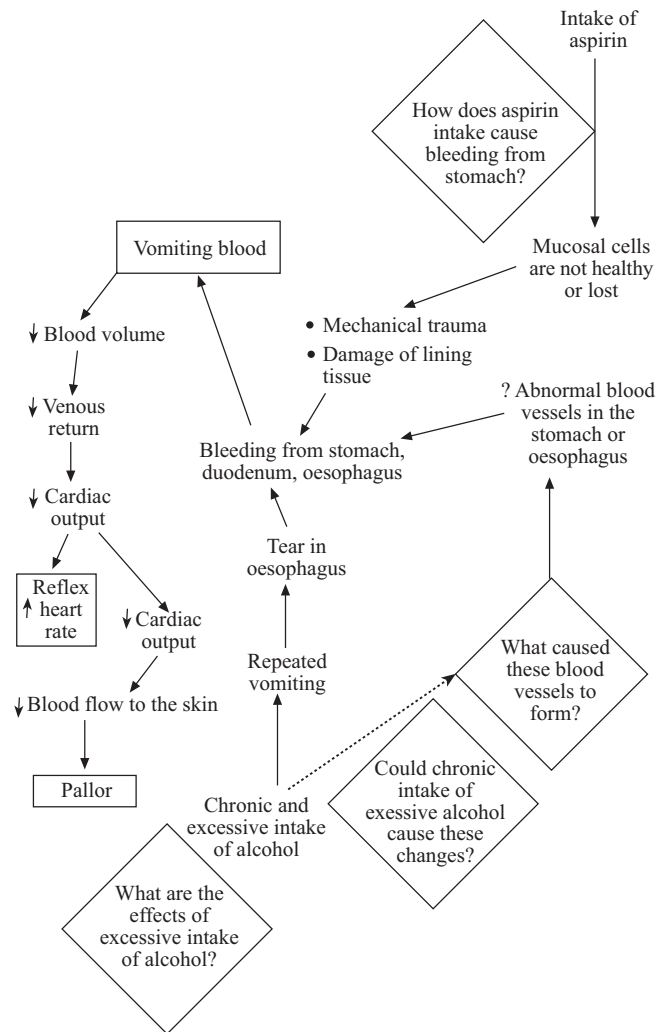 Intake of
aspirin
How does aspirin
intake cause
bleeding from
stomach?
Vomiting blood
Mucosal cells
are not healthy
or lost
↓ Blood volume
• Mechanical trauma
• Damage of lining
tissue
? Abnormal blood
vessels in the
stomach or
oesophagus
↓ Venous
return
Bleeding from stomach,
duodenum, oesophagus
↓ Cardiac
output
Tear in
oesophagus
Reflex
↑ heart
rate
↓ Cardiac
output
What caused
these blood
vessels to
form?
Repeated
vomiting
↓ Blood flow to the skin
Pallor
Could chronic
intake of
exessive alcohol
cause these
changes?
Chronic and
excessive intake
of alcohol
What are the
effects of
excessive intake
of alcohol?